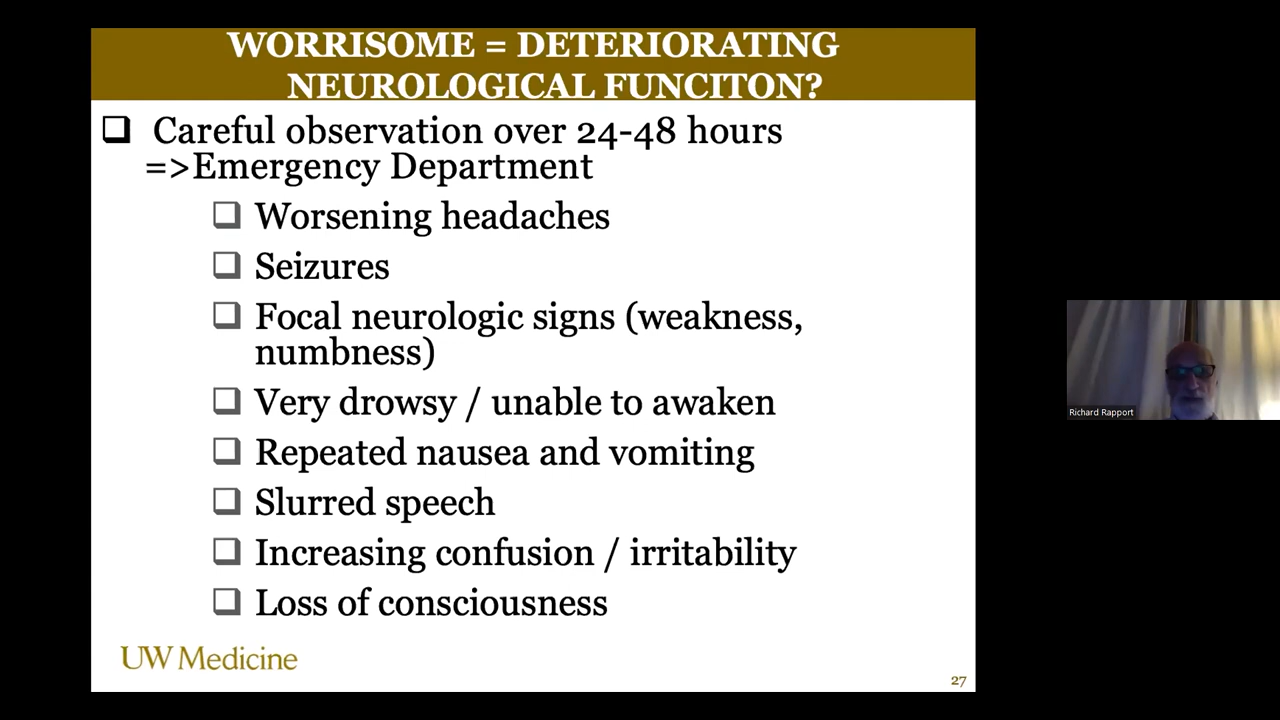 WORRISOME = DETERIORATING
NEUROLOGICAL FUNCITON?
Careful observation over 24-48 hours
=>Emergency Department
Worsening headaches
Seizures
Focal neurologic signs (weakness,
numbness)
Very drowsy / unable to awaken
Repeated nausea and vomiting
Slurred speech
Increasing confusion / irritability
Loss of consciousness
UW Medicine
27
Richard Rapport